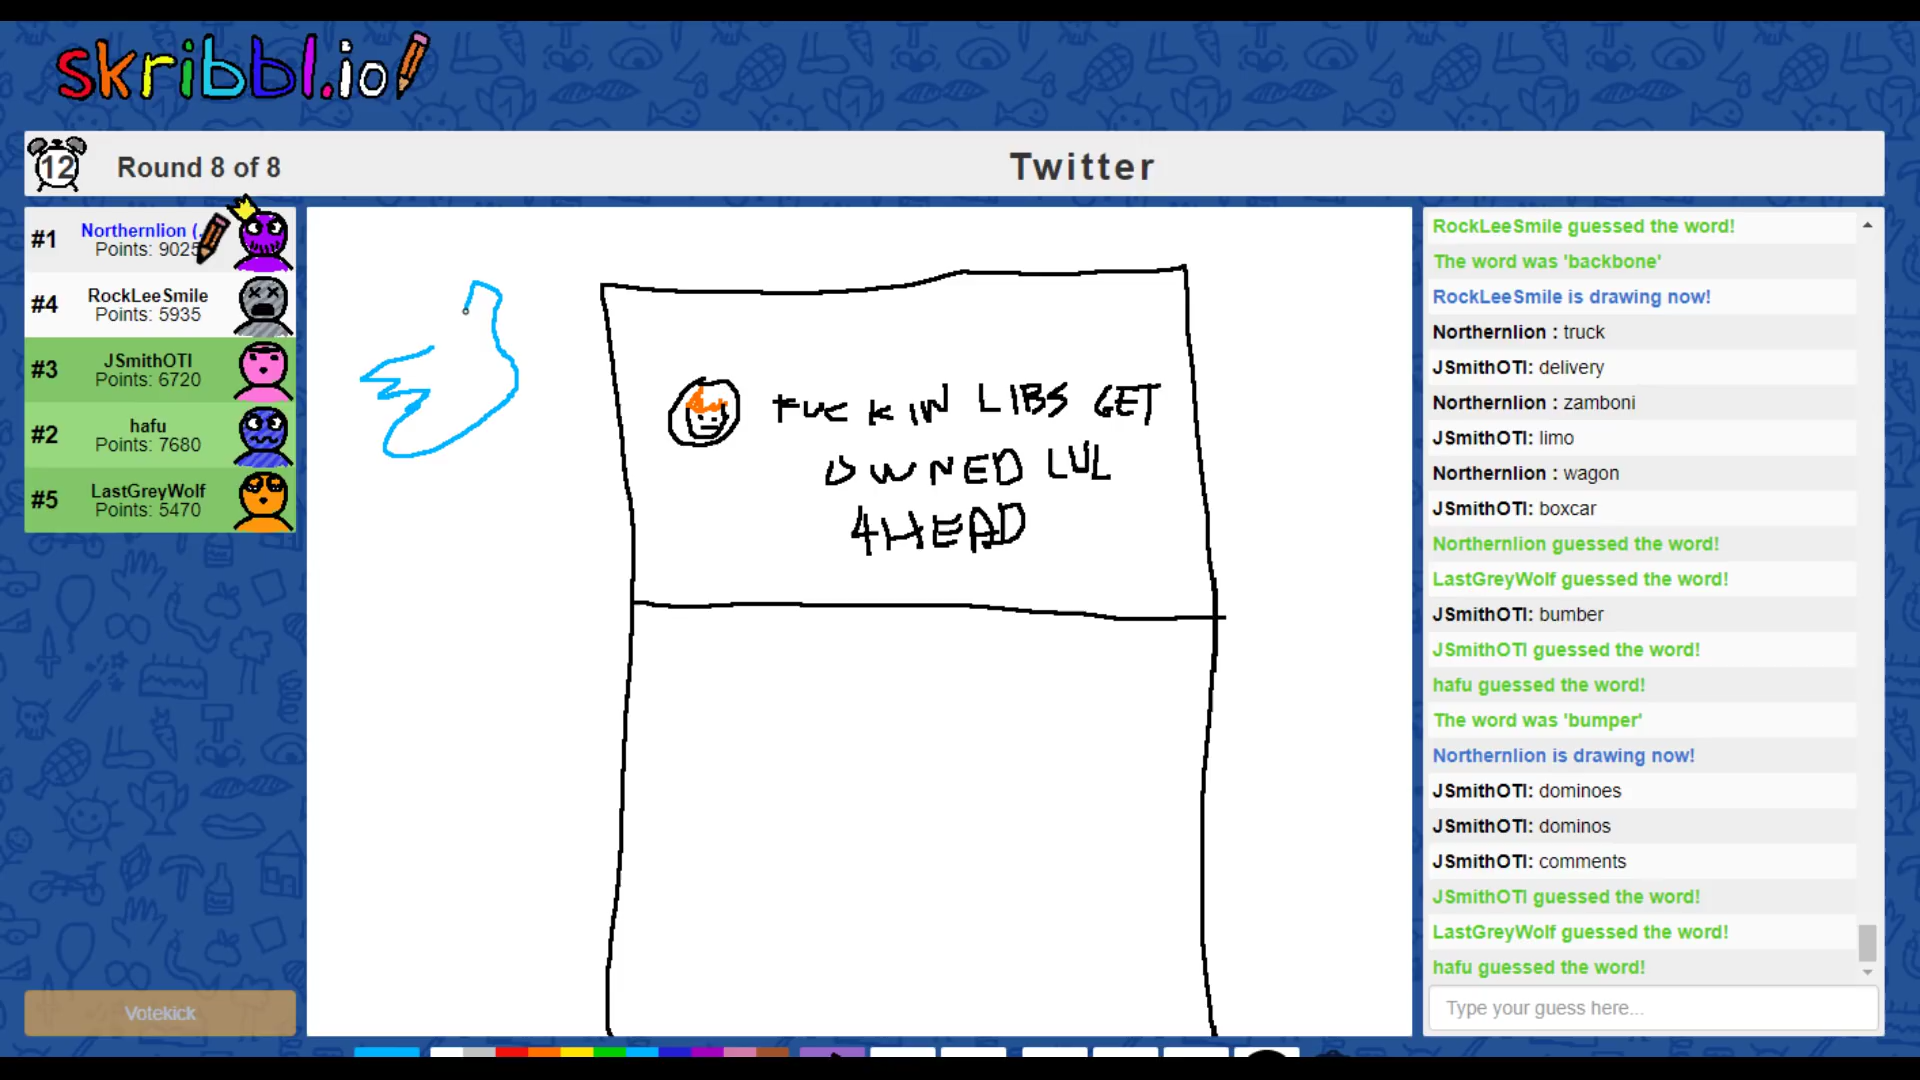 skribbl.io
12
Round 8 of 8
Twitter
#1
Northernlion (
Points: 9025
#4
RockLeeSmile
Points: 5935
#3
JSmithOTI
Points: 6720
#2
hafu
Points: 7680
#5
LastGreyWolf
Points: 5470
Votekick
FUCKIN LIBS GET
OWNED LUL
4HEAD
RockLeeSmile guessed the word!
The word was 'backbone'
RockLeeSmile is drawing now!
Northernlion : truck
JSmithOTI: delivery
Northernlion : zamboni
JSmithOTI: limo
Northernlion : wagon
JSmithOTI: boxcar
Northernlion guessed the word!
LastGreyWolf guessed the word!
JSmithOTI: bumber
JSmithOTI guessed the word!
hafu guessed the word!
The word was 'bumper'
Northernlion is drawing now!
JSmithOTI: dominoes
JSmithOTI: dominos
JSmithOTI: comments
JSmithOTI guessed the word!
LastGreyWolf guessed the word!
hafu guessed the word!
Type your guess here...